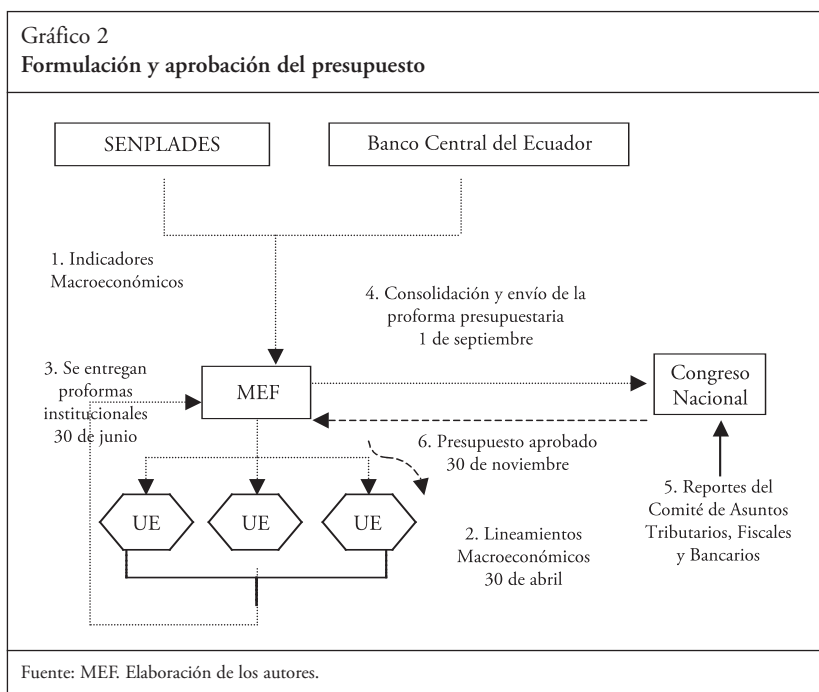 Gráfico 2
Formulación y aprobación del presupuesto
SENPLADES
Banco Central del Ecuador
1. Indicadores
Macroeconómicos
4. Consolidación y envío de la
proforma presupuestaria
1 de septiembre
3. Se entregan
proformas
institucionales
30 de junio
MEF
Congreso
Nacional
6. Presupuesto aprobado
30 de noviembre
UE
UE
UE
2. Lineamientos
Macroeconómicos
30 de abril
5. Reportes del
Comité de Asuntos
Tributarios, Fiscales
y Bancarios
Fuente: MEF. Elaboración de los autores.